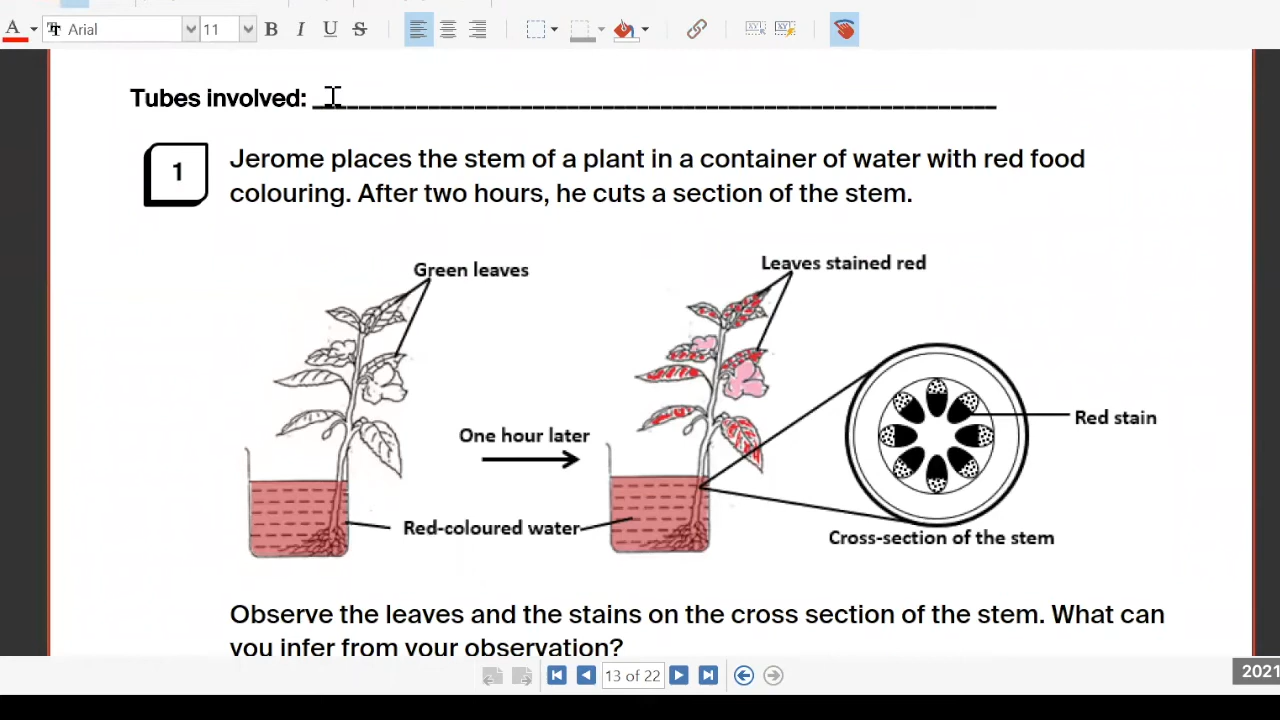 A Arial 11 B I U S
Tubes involved: ____________________
1
Jerome places the stem of a plant in a container of water with red food
colouring. After two hours, he cuts a section of the stem.
Green leaves
Leaves stained red
One hour later
Red stain
Red-coloured water
Cross-section of the stem
Observe the leaves and the stains on the cross section of the stem. What can
you infer from your observation?
13 of 22
2021